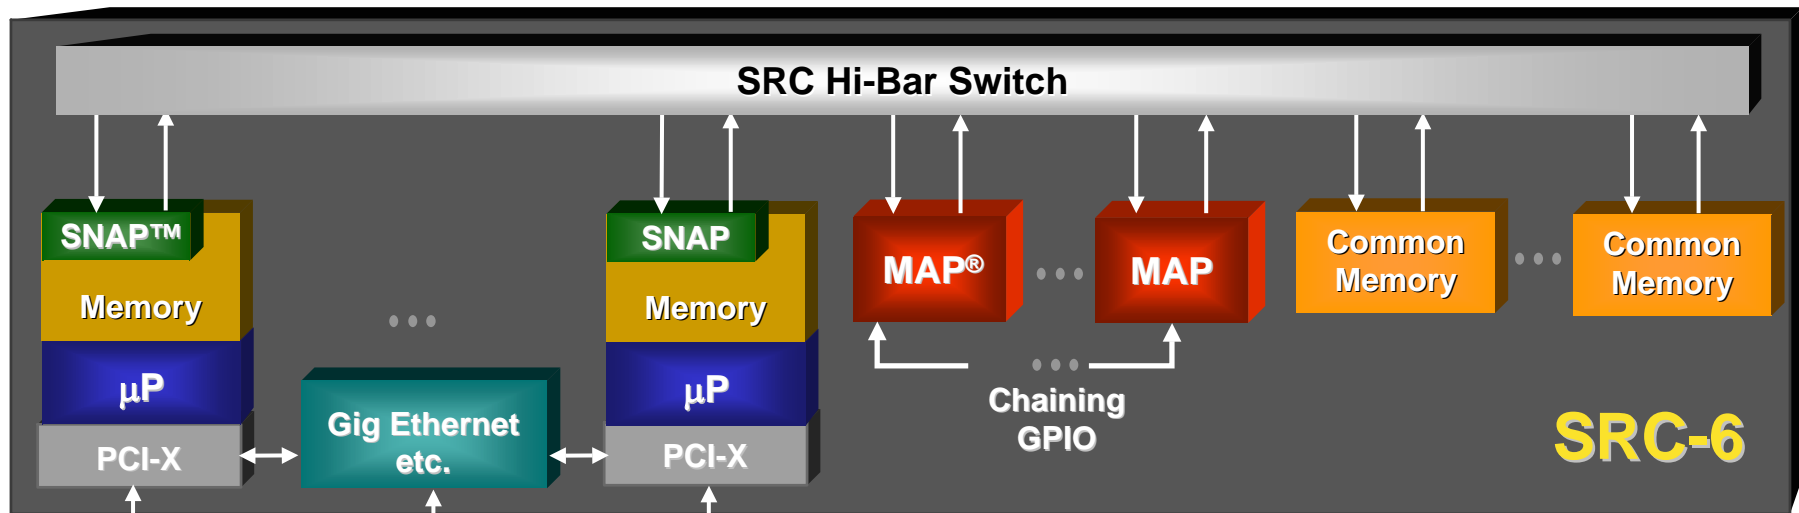 SRC Hi-Bar Switch
SNAP™
Memory
µP
PCI-X
Gig Ethernet
etc.
SNAP
Memory
µP
PCI-X
MAP®
MAP
Chaining
GPIO
Common
Memory
Common
Memory
SRC-6